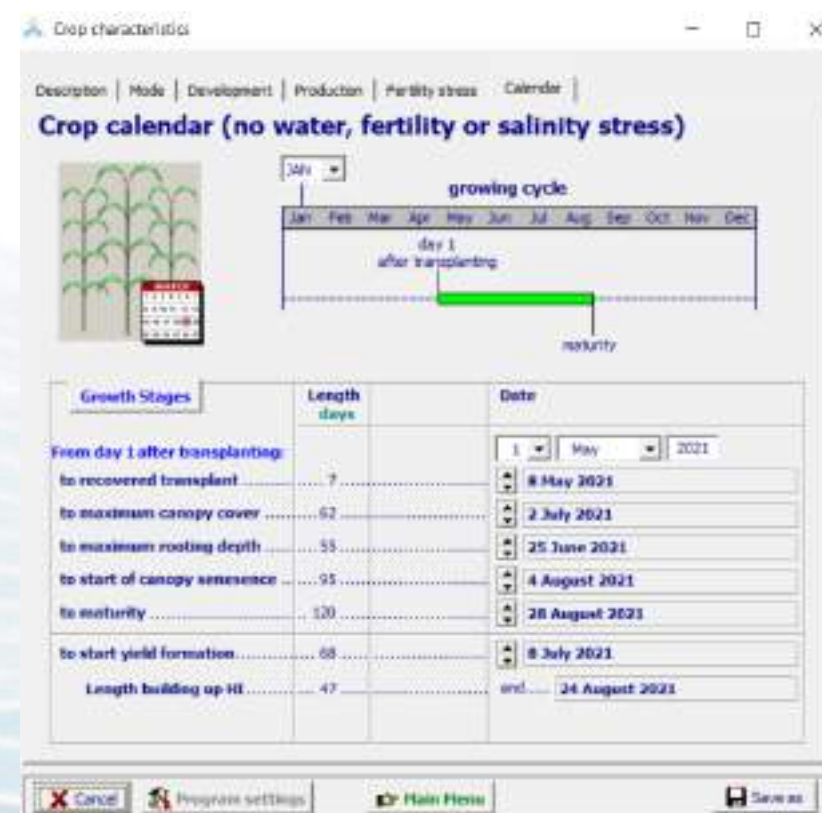 Crop characteristics
Description | Mode | Development | Production | Fertility stress Calendar |
Crop calendar (no water, fertility or salinity stress)
JAN
growing cycle
Jan Feb Mar Apr May Jun Jul Aug Sep Oct Nov Dec
day 1
after transplanting
maturity
MARCH
Growth Stages Length Date
days
From day 1 after transplanting: 1 May 2021
to recovered transplant 7 8 May 2021
to maximum canopy cover 62 2 July 2021
to maximum rooting depth 55 25 June 2021
to start of canopy senesence 95 4 August 2021
to maturity 120 28 August 2021
to start yield formation 68 8 July 2021
Length building up HI 47 end 24 August 2021
Cancel Program settings Main Menu Save as